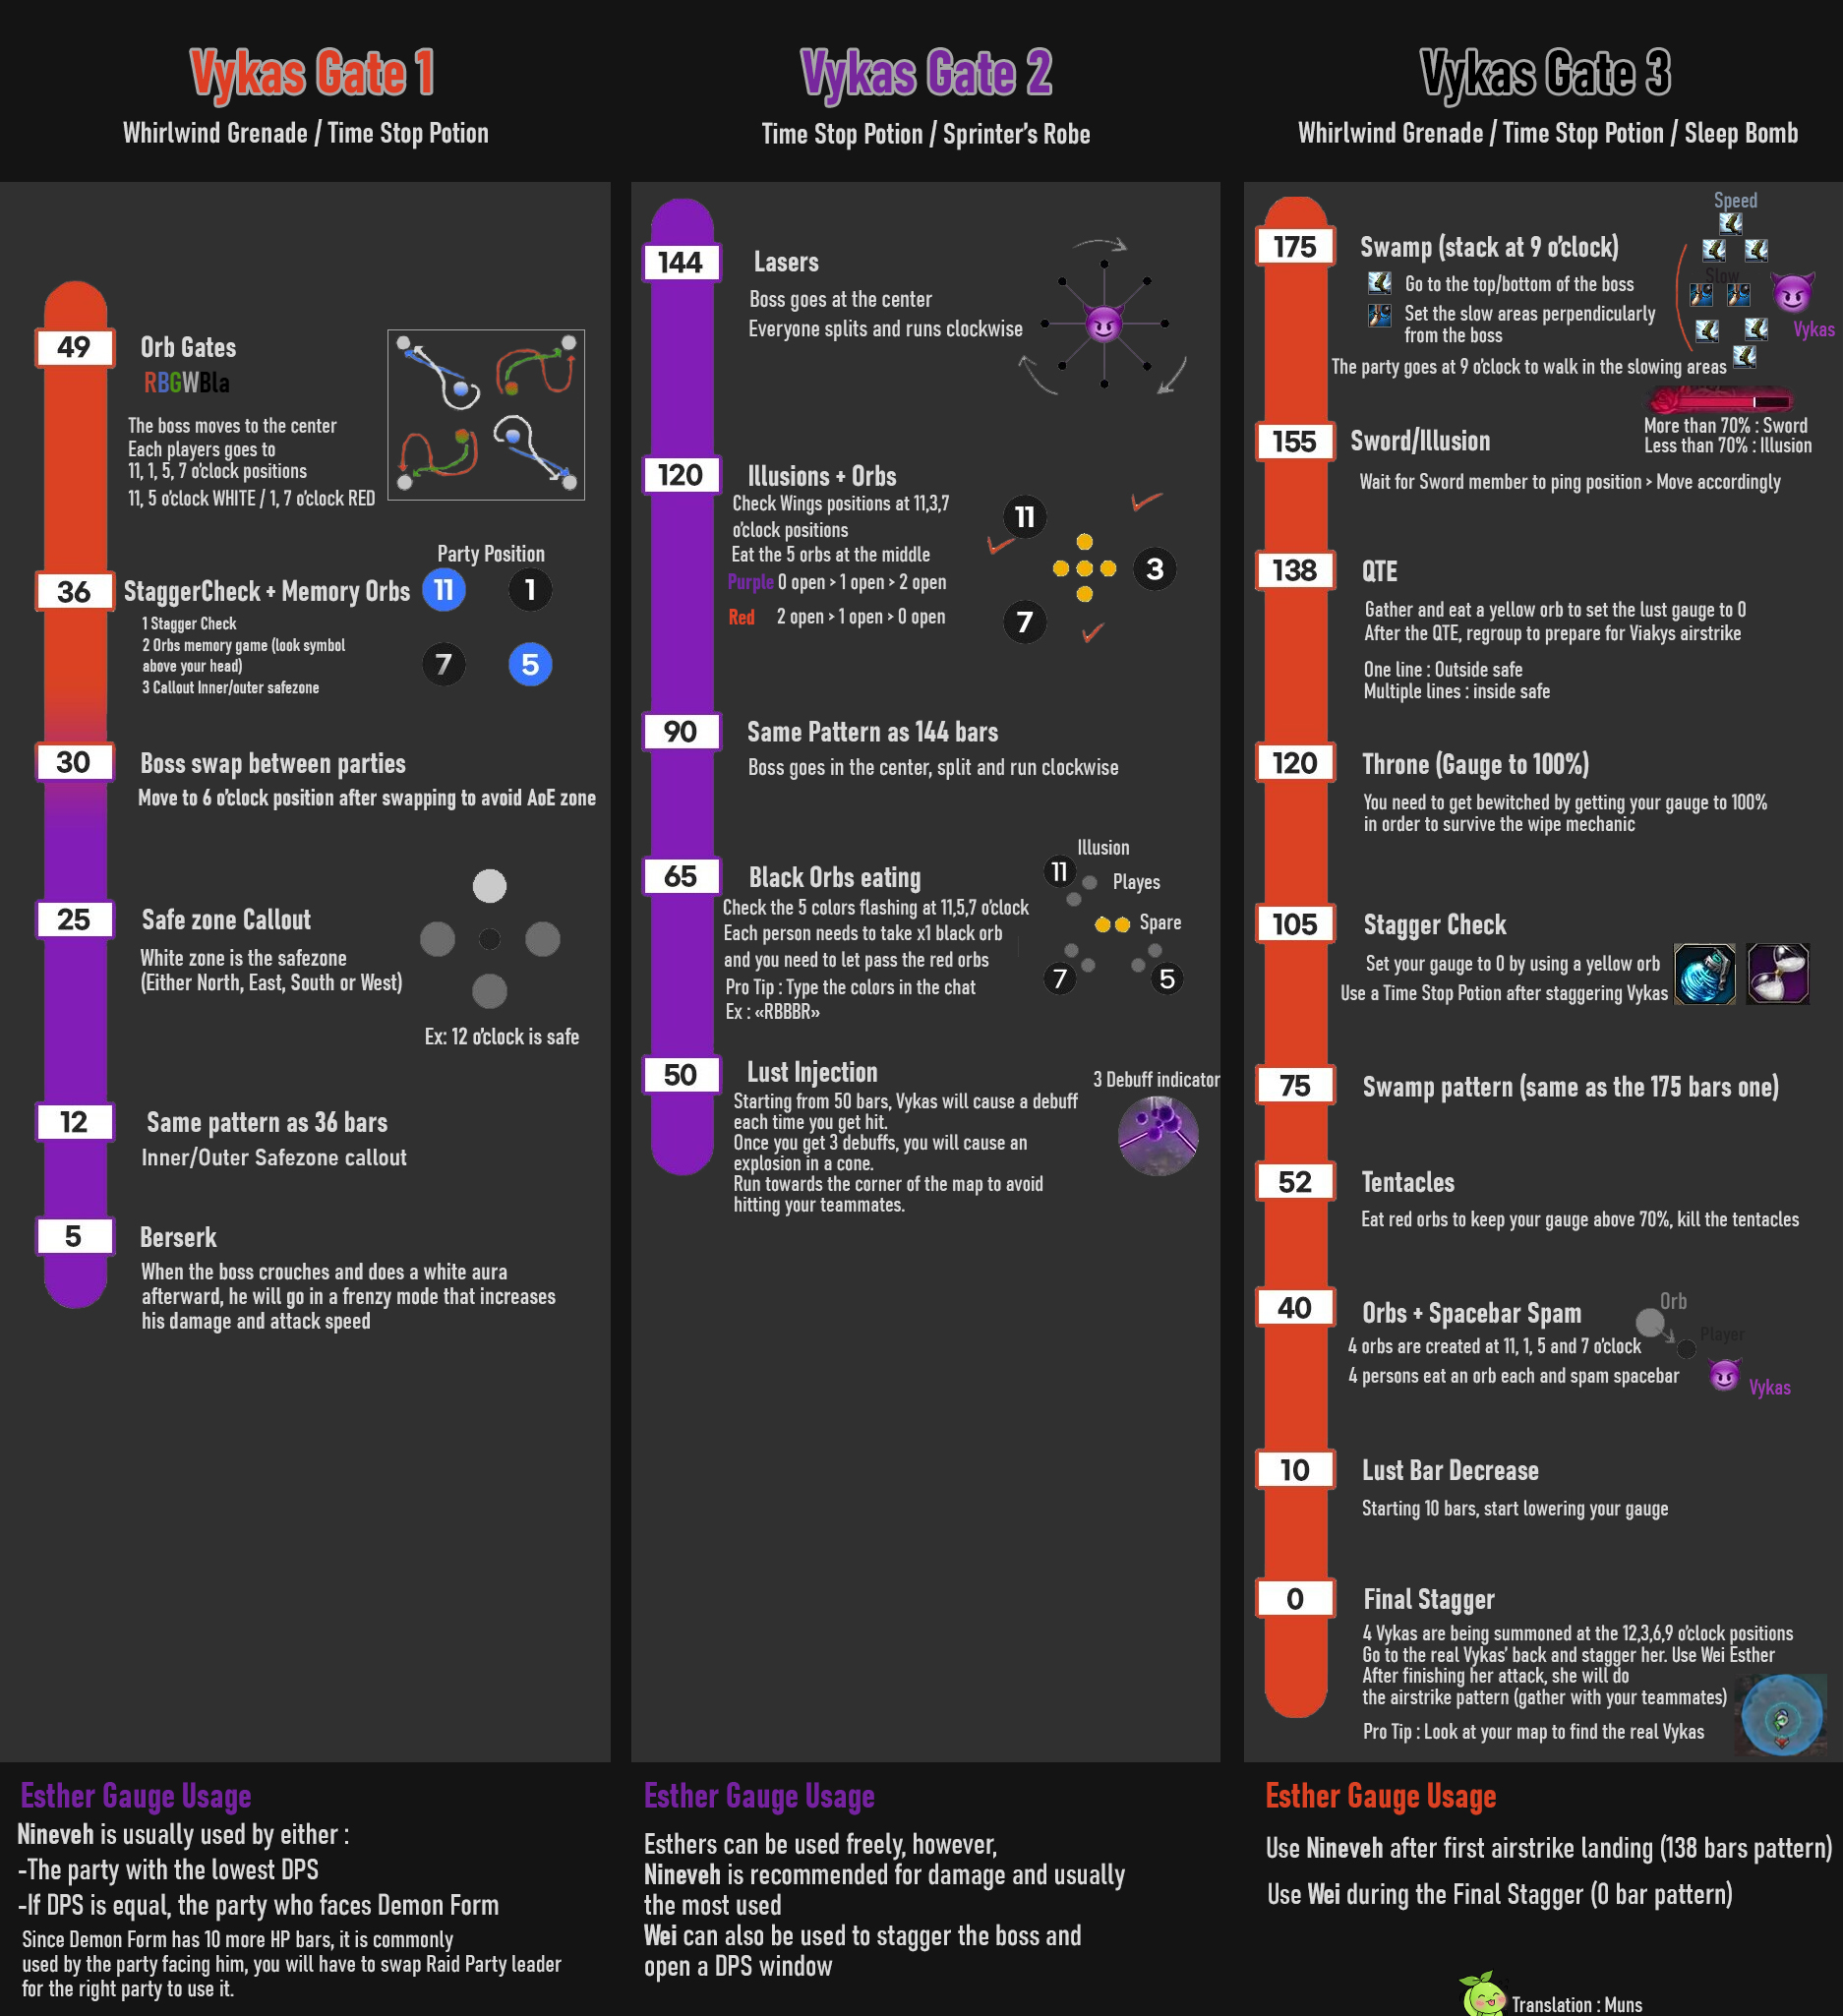 Vykas Gate 1
Whirlwind Grenade / Time Stop Potion
49
Orb Gates
RBGWBla
The boss moves to the center
Each players goes to
11, 1, 5, 7 o'clock positions
11, 5 o'clock WHITE / 1, 7 o'clock RED
36
StaggerCheck + Memory Orbs
1 Stagger Check
2 Orbs memory game (look symbol
above your head)
3 Callout Inner/outer safezone
Party Position
11
1
7
5
30
Boss swap between parties
Move to 6 o'clock position after swapping to avoid AoE zone
25
Safe zone Callout
White zone is the safezone
(Either North, East, South or West)
Ex: 12 o'clock is safe
12
Same pattern as 36 bars
Inner/Outer Safezone callout
5
Berserk
When the boss crouches and does a white aura
afterward, he will go in a frenzy mode that increases
his damage and attack speed
Esther Gauge Usage
Nineveh is usually used by either :
-The party with the lowest DPS
-If DPS is equal, the party who faces Demon Form
Since Demon Form has 10 more HP bars, it is commonly
used by the party facing him, you will have to swap Raid Party leader
for the right party to use it.
Vykas Gate 2
Time Stop Potion / Sprinter's Robe
144
Lasers
Boss goes at the center
Everyone splits and runs clockwise
120
Illusions + Orbs
Check Wings positions at 11,3,7
o'clock positions
Eat the 5 orbs at the middle
Purple 0 open > 1 open > 2 open
Red 2 open > 1 open > 0 open
11
3
7
90
Same Pattern as 144 bars
Boss goes in the center, split and run clockwise
65
Black Orbs eating
Check the 5 colors flashing at 11,5,7 o'clock
Each person needs to take x1 black orb
and you need to let pass the red orbs
Pro Tip : Type the colors in the chat
Ex : «RBBBR»
Illusion
11
Playes
Spare
7
5
50
Lust Injection
Starting from 50 bars, Vykas will cause a debuff
each time you get hit.
Once you get 3 debuffs, you will cause an
explosion in a cone.
Run towards the corner of the map to avoid
hitting your teammates.
3 Debuff indicator
Esther Gauge Usage
Esthers can be used freely, however,
Nineveh is recommended for damage and usually
the most used
Wei can also be used to stagger the boss and
open a DPS window
Vykas Gate 3
Whirlwind Grenade / Time Stop Potion / Sleep Bomb
175
Swamp (stack at 9 o'clock)
Go to the top/bottom of the boss
Set the slow areas perpendicularly
from the boss
The party goes at 9 o'clock to walk in the slowing areas
Speed
Slow
Vykas
155
Sword/Illusion
More than 70% : Sword
Less than 70% : Illusion
Wait for Sword member to ping position > Move accordingly
138
QTE
Gather and eat a yellow orb to set the lust gauge to 0
After the QTE, regroup to prepare for Viakys airstrike
One line : Outside safe
Multiple lines : inside safe
120
Throne (Gauge to 100%)
You need to get bewitched by getting your gauge to 100%
in order to survive the wipe mechanic
105
Stagger Check
Set your gauge to 0 by using a yellow orb
Use a Time Stop Potion after staggering Vykas
75
Swamp pattern (same as the 175 bars one)
52
Tentacles
Eat red orbs to keep your gauge above 70%, kill the tentacles
40
Orbs + Spacebar Spam
4 orbs are created at 11, 1, 5 and 7 o'clock
4 persons eat an orb each and spam spacebar
Orb
Player
Vykas
10
Lust Bar Decrease
Starting 10 bars, start lowering your gauge
0
Final Stagger
4 Vykas are being summoned at the 12,3,6,9 o'clock positions
Go to the real Vykas' back and stagger her. Use Wei Esther
After finishing her attack, she will do
the airstrike pattern (gather with your teammates)
Pro Tip : Look at your map to find the real Vykas
Esther Gauge Usage
Use Nineveh after first airstrike landing (138 bars pattern)
Use Wei during the Final Stagger (0 bar pattern)
Translation : Muns